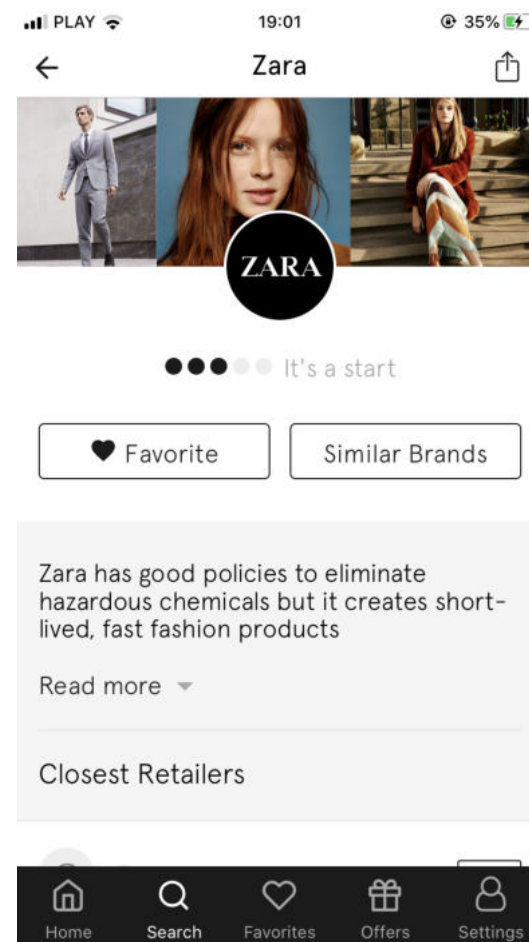 PLAY 19:01 35%
Zara
ZARA
It's a start
Favorite Similar Brands
Zara has good policies to eliminate
hazardous chemicals but it creates short-
lived, fast fashion products
Read more
Closest Retailers
Home Search Favorites Offers Settings